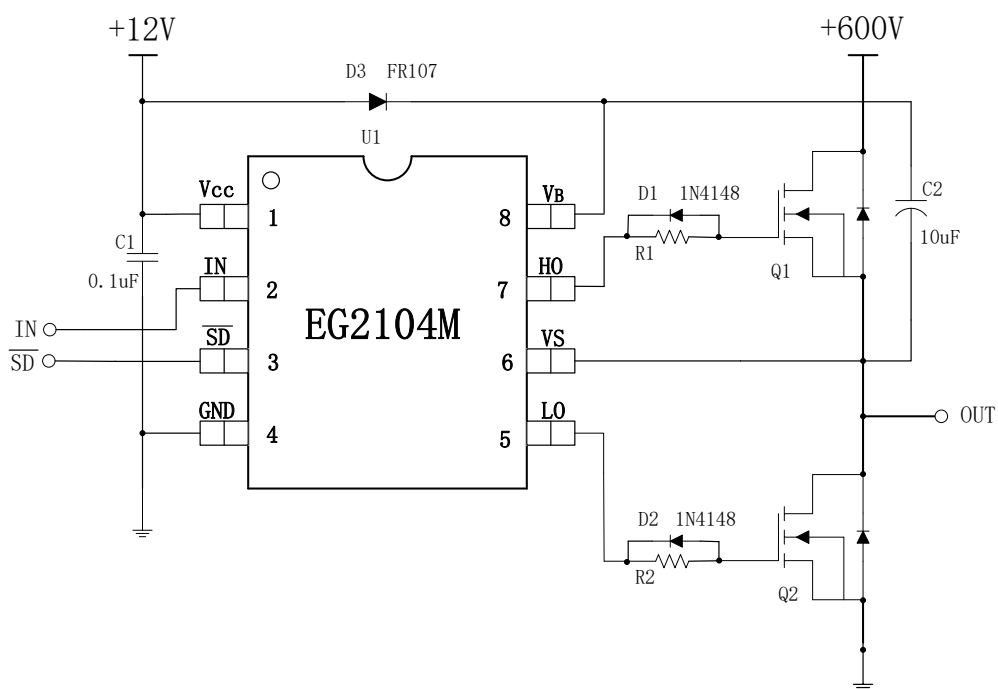 +12V
+600V
D3 FR107
U1
Vcc
1
VB
8
D1 1N4148
R1
Q1
C2
10uF
C1
0.1uF
IN
2
HO
7
EG2104M
IN
SD
SD
3
VS
6
GND
4
LO
5
OUT
D2 1N4148
R2
Q2